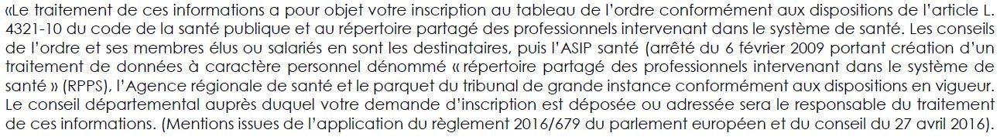 «Le traitement de ces informations a pour objet votre inscription au tableau de l’ordre conformément aux dispositions de l’article L.
4321-10 du code de la santé publique et au répertoire partagé des professionnels intervenant dans le système de santé. Les conseils
de l’ordre et ses membres élus ou salariés en sont les destinataires, puis l’ASIP santé (arrêté du 6 février 2009 portant création d’un
traitement de données à caractère personnel dénommé « répertoire partagé des professionnels intervenant dans le système de
santé » (RPPS), l’Agence régionale de santé et le parquet du tribunal de grande instance conformément aux dispositions en vigueur.
Le conseil départemental auprès duquel votre demande d’inscription est déposée ou adressée sera le responsable du traitement
de ces informations. (Mentions issues de l’application du règlement 2016/679 du parlement européen et du conseil du 27 avril 2016).